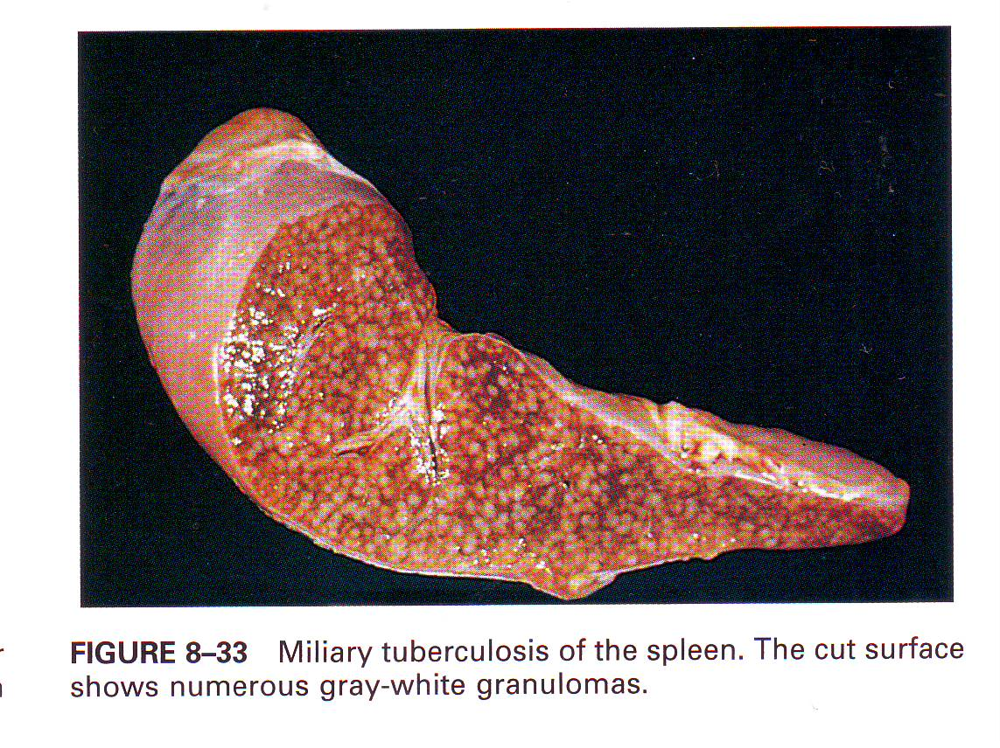 FIGURE 8–33 Miliary tuberculosis of the spleen. The cut surface
shows numerous gray-white granulomas.